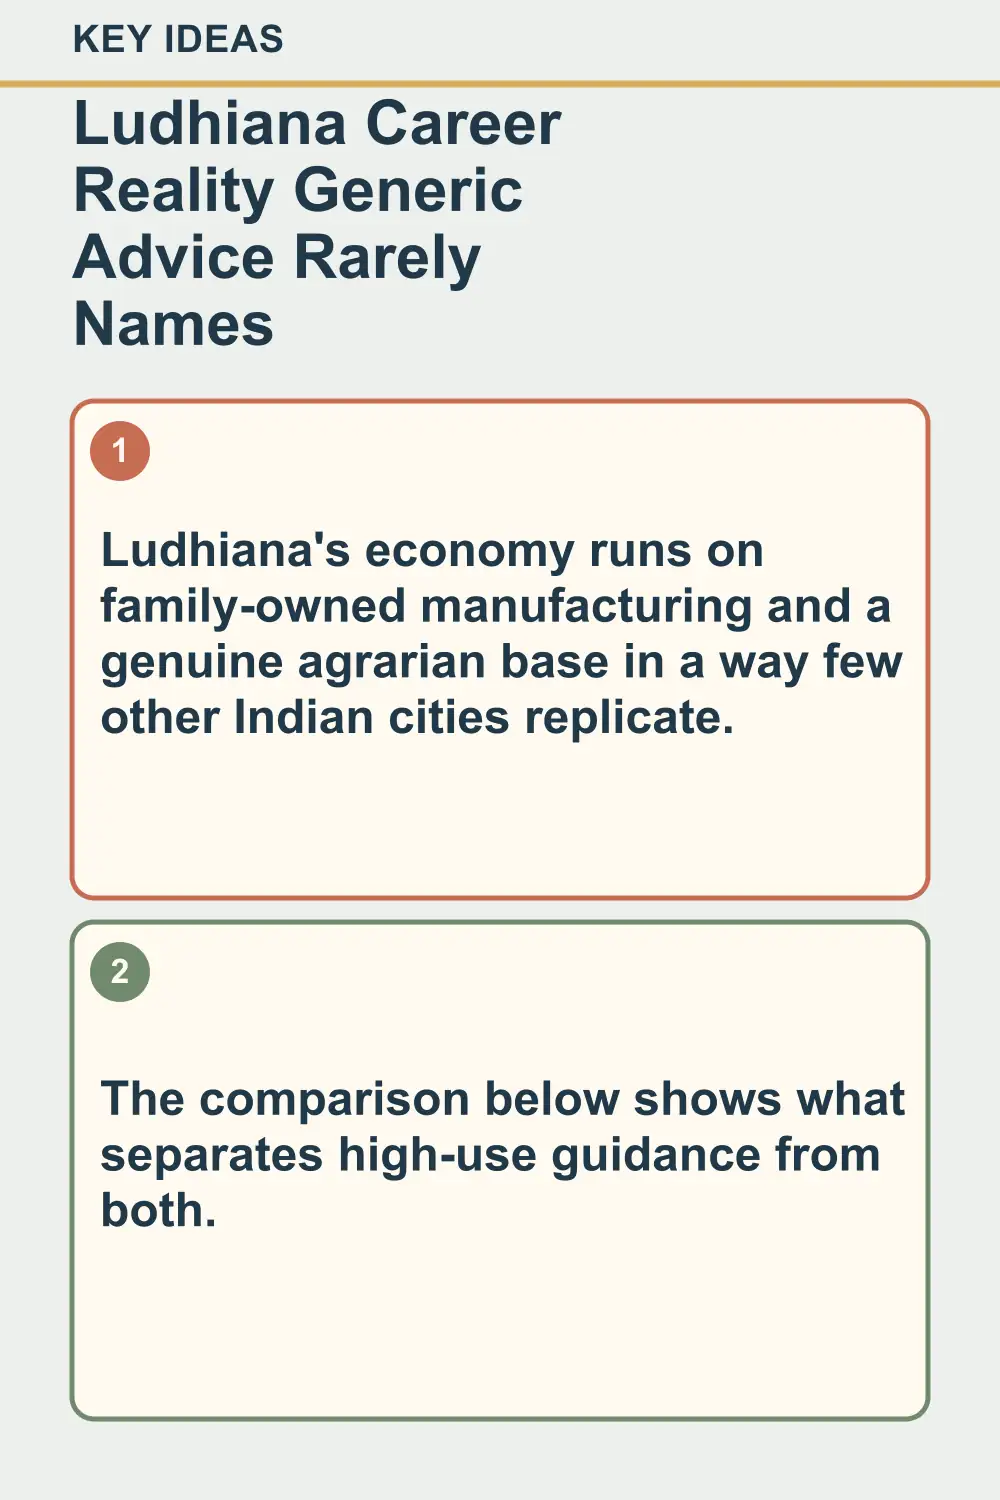 KEY IDEAS
Ludhiana Career
Reality Generic
Advice Rarely
Names
1
Ludhiana's economy runs on
family-owned manufacturing and a
genuine agrarian base in a way few
other Indian cities replicate.
2
The comparison below shows what
separates high-use guidance from
both.